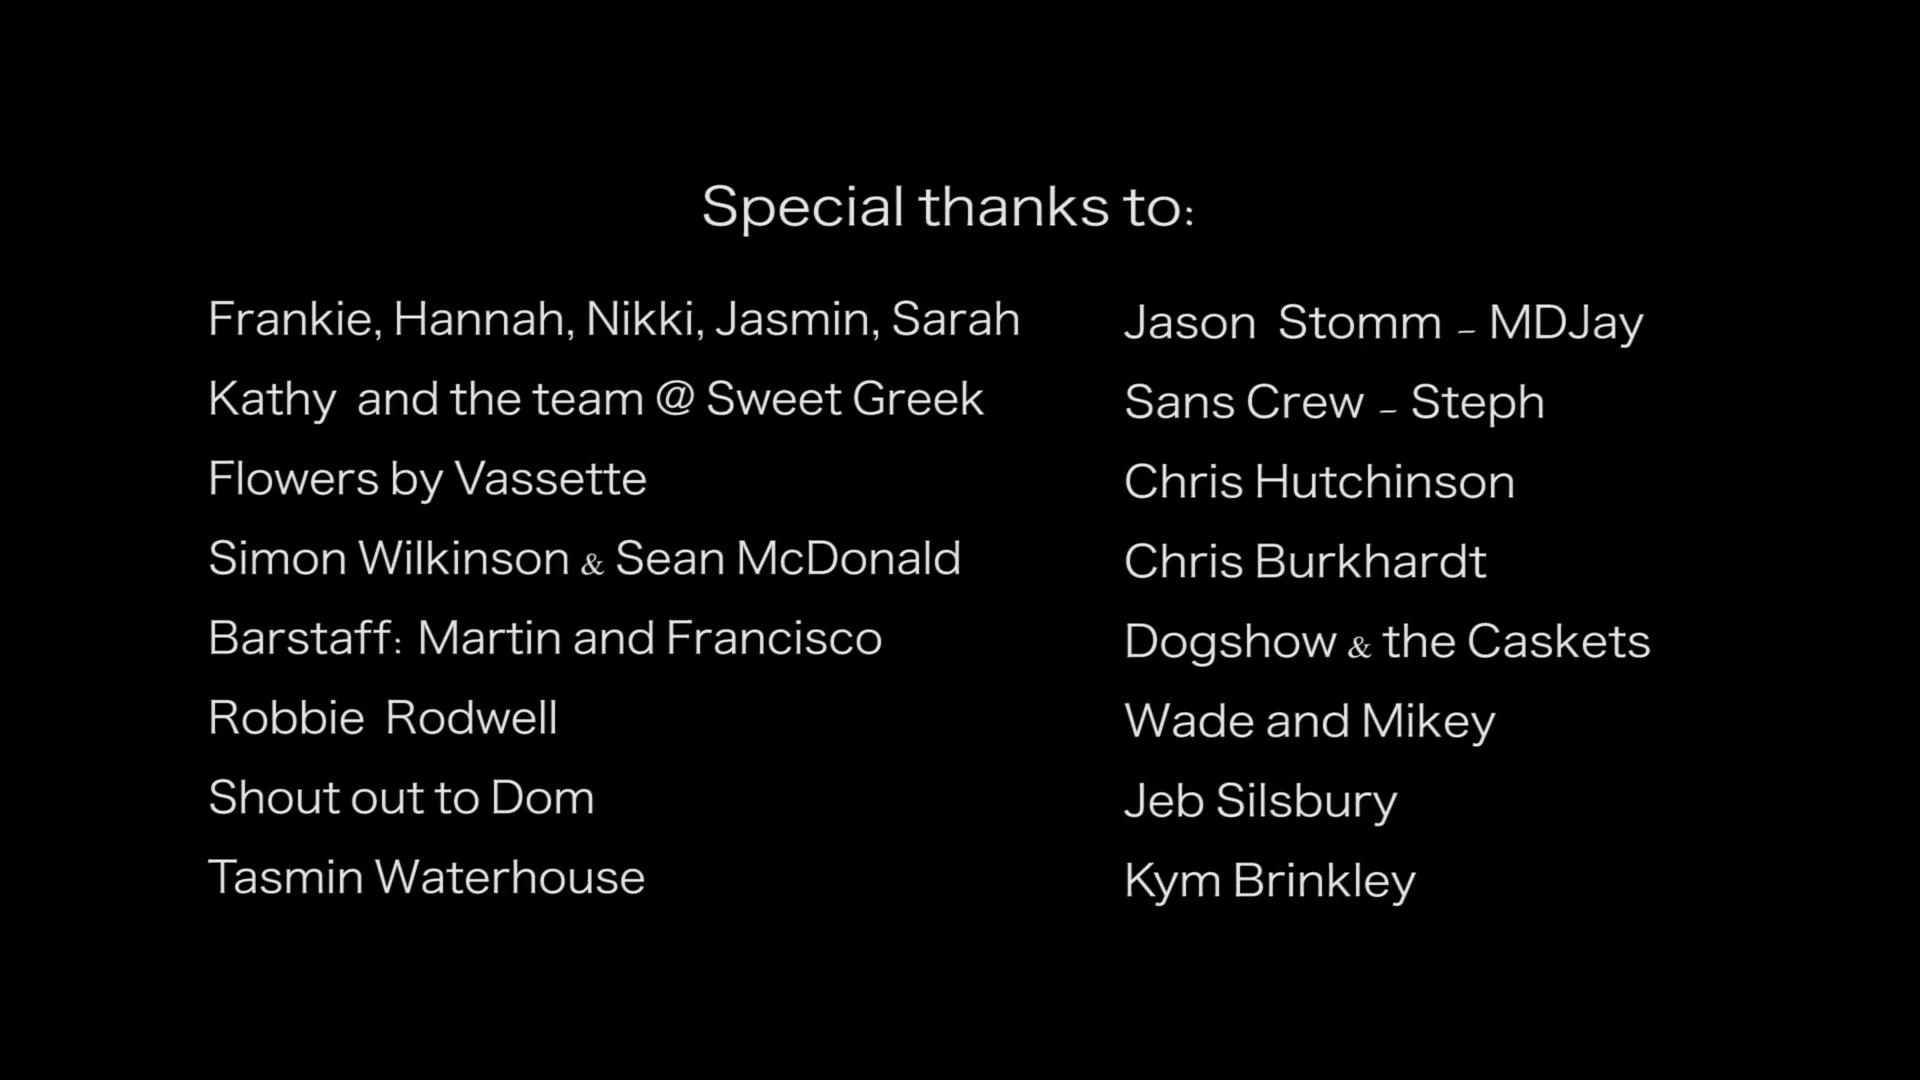 Special thanks to:
Frankie, Hannah, Nikki, Jasmin, Sarah
Kathy and the team @ Sweet Greek
Flowers by Vassette
Simon Wilkinson & Sean McDonald
Barstaff: Martin and Francisco
Robbie Rodwell
Shout out to Dom
Tasmin Waterhouse
Jason Stomm - MDJay
Sans Crew - Steph
Chris Hutchinson
Chris Burkhardt
Dogshow & the Caskets
Wade and Mikey
Jeb Silsbury
Kym Brinkley